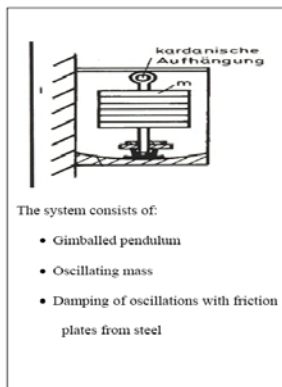 kardanische
Aufhängung
m
The system consists of:
• Gimballed pendulum
• Oscillating mass
• Damping of oscillations with friction
plates from steel